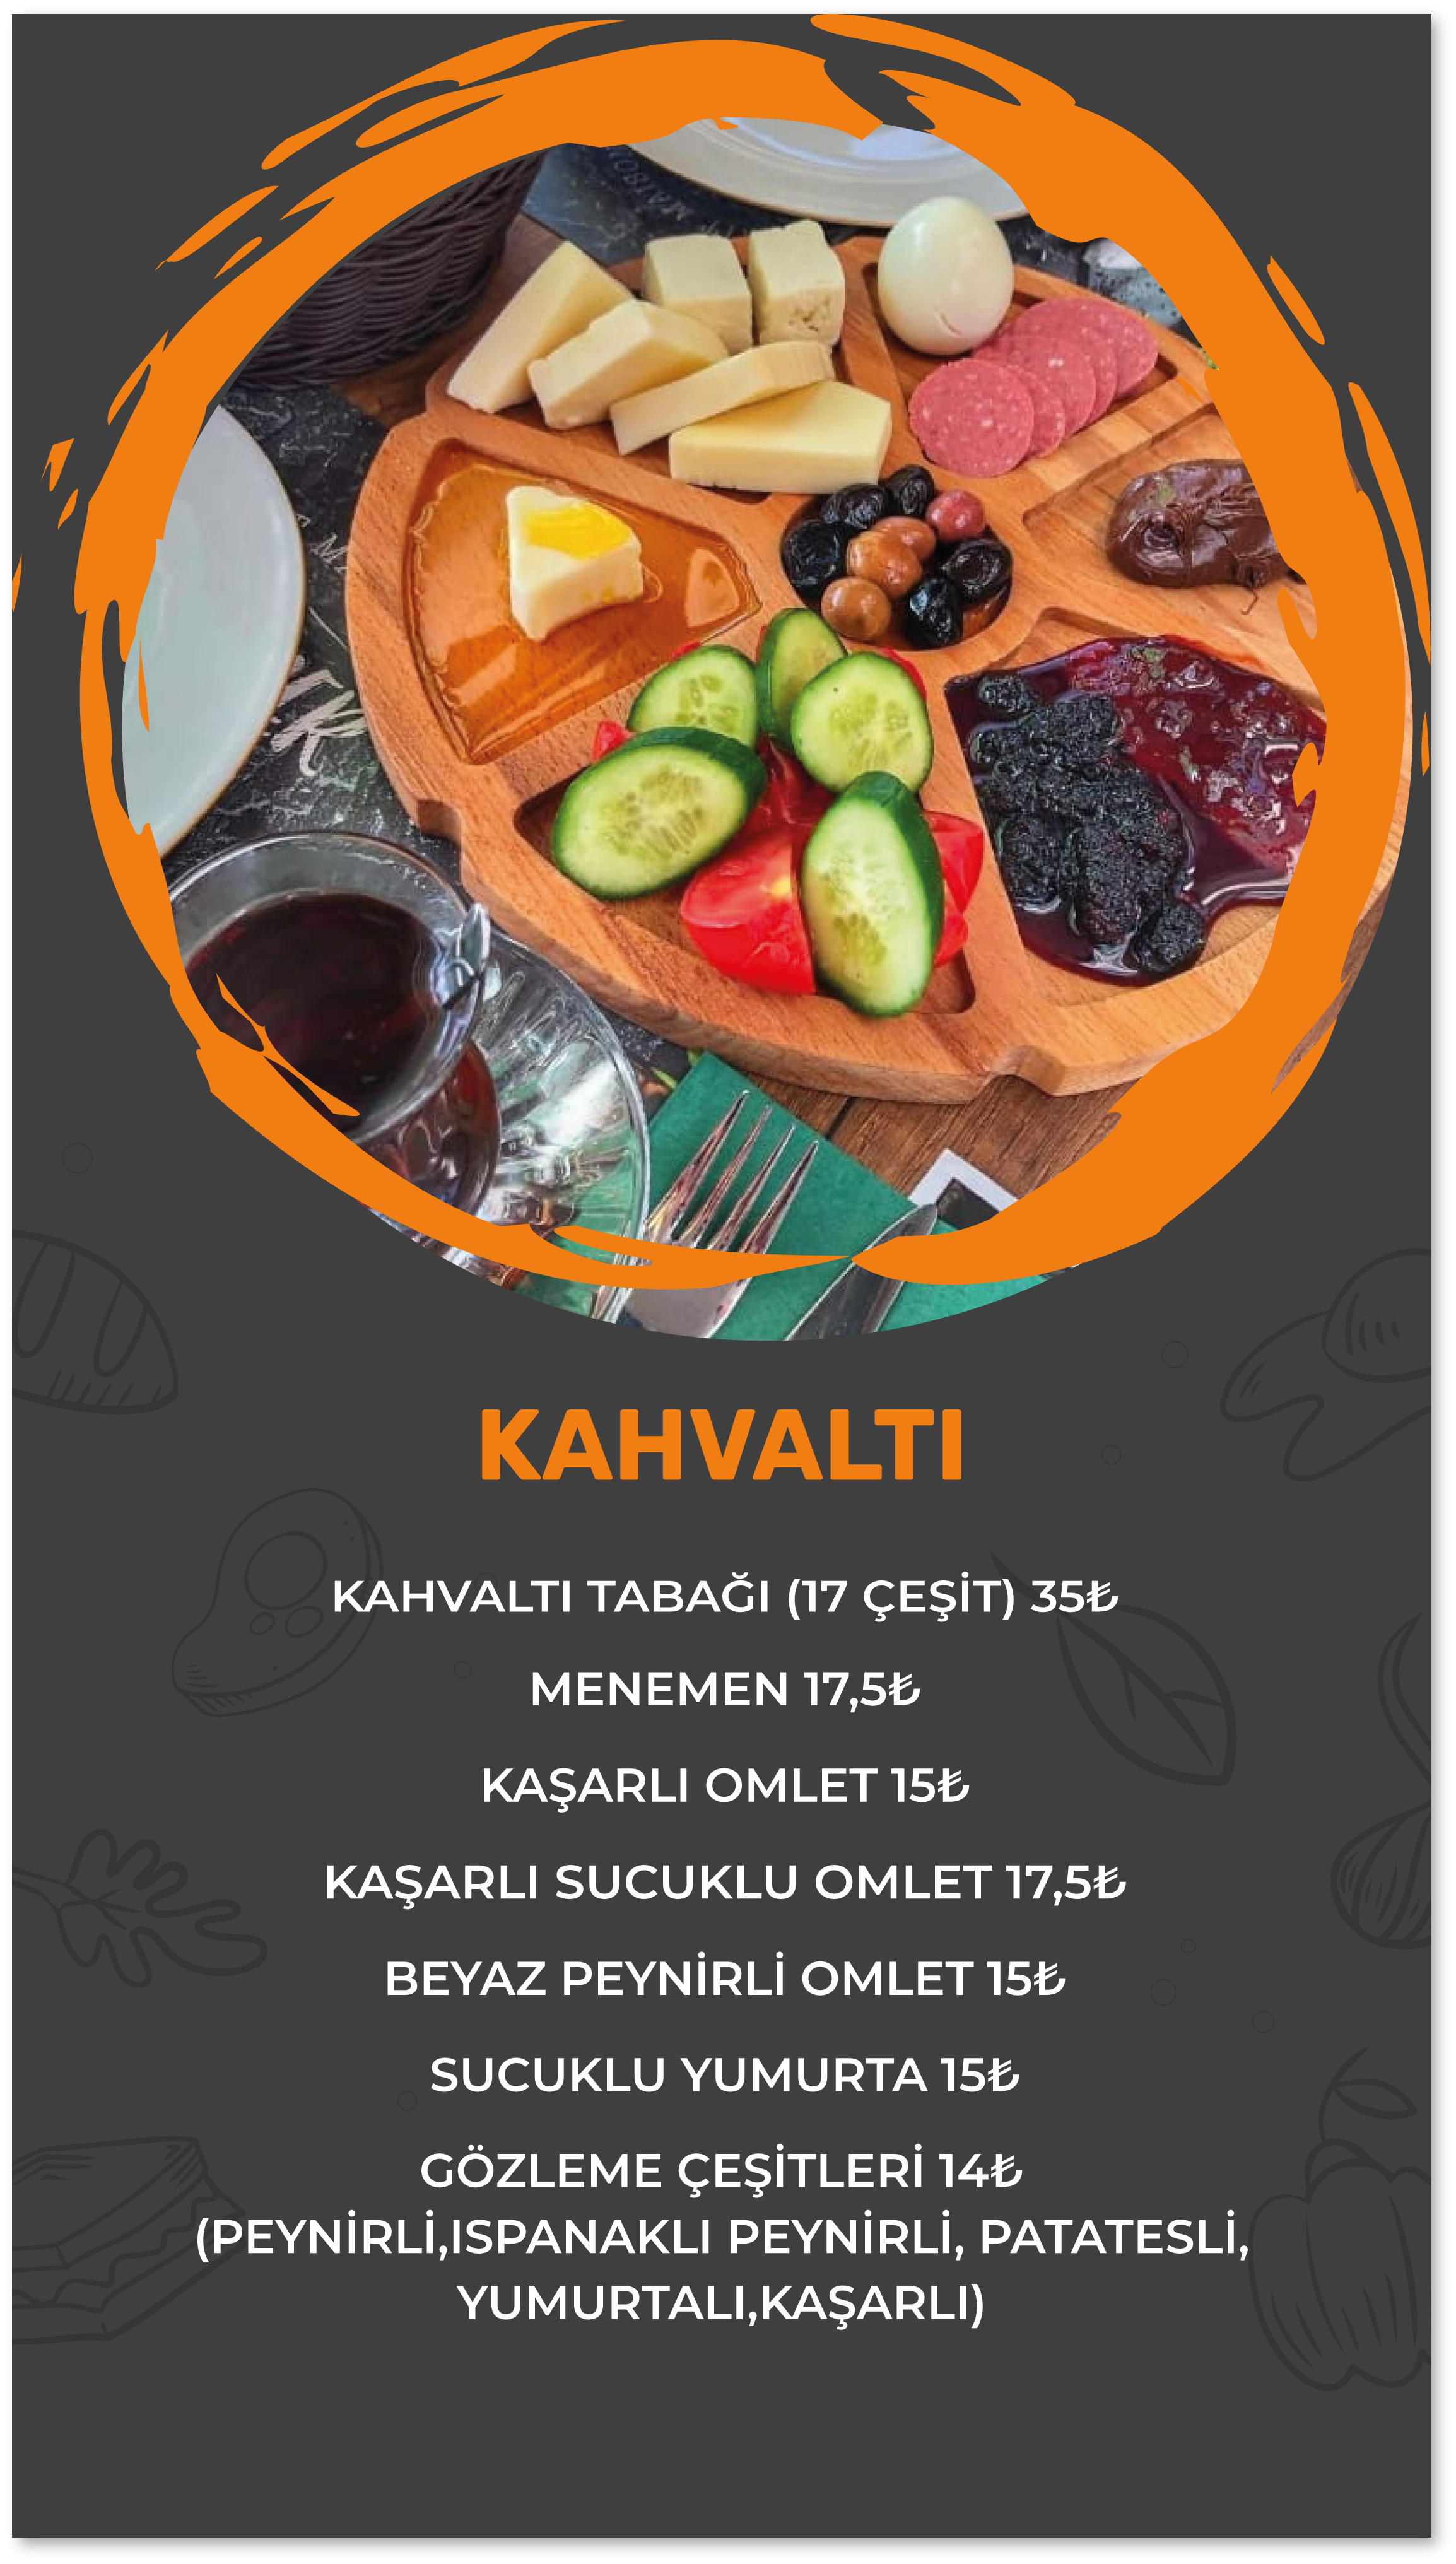 KAHVALTI
KAHVALTI TABAĞI (17 ÇEŞİT) 35₺
MENEMEN 17,5₺
KAŞARLI OMLET 15₺
KAŞARLI SUCUKLU OMLET 17,5₺
BEYAZ PEYNİRLİ OMLET 15₺
SUCUKLU YUMURTA 15₺
GÖZLEME ÇEŞİTLERİ 14₺
(PEYNİRLİ,ISPANAKLI PEYNİRLİ, PATATESLİ,
YUMURTALI,KAŞARLI)